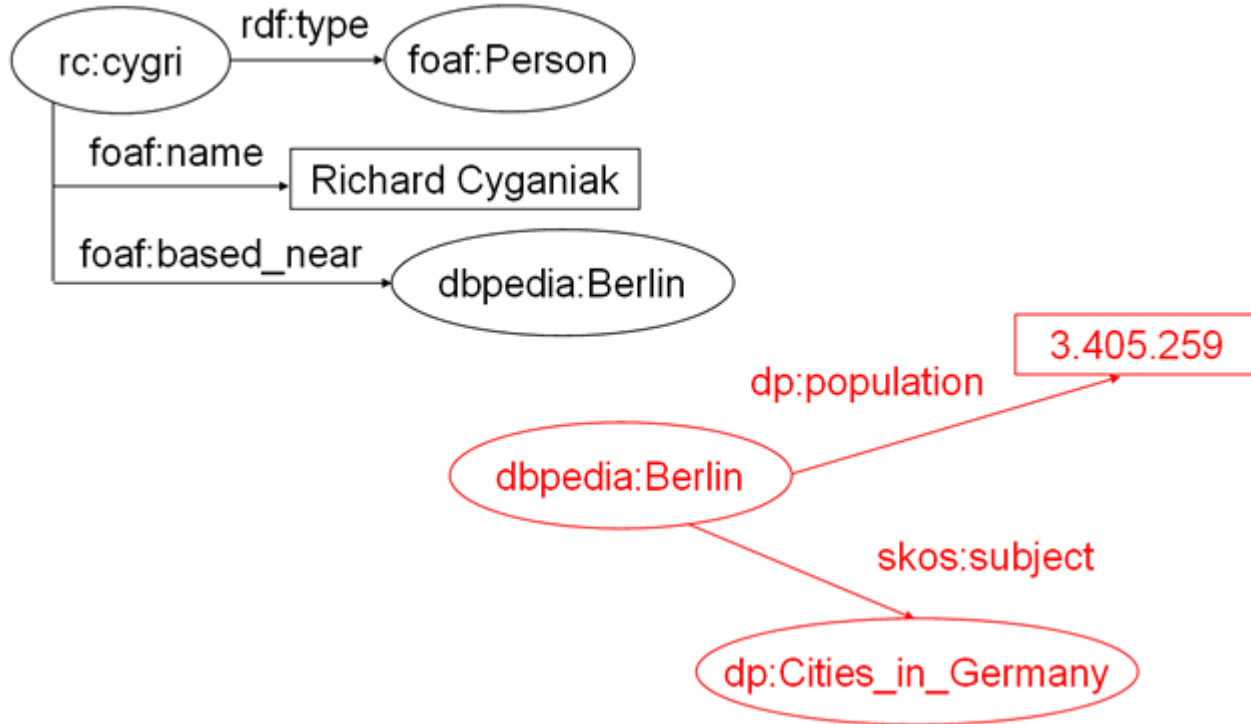 rc:cygri
rdf:type
foaf:Person
foaf:name
Richard Cyganiak
foaf:based_near
dbpedia:Berlin
3.405.259
dp:population
dbpedia:Berlin
skos:subject
dp:Cities_in_Germany